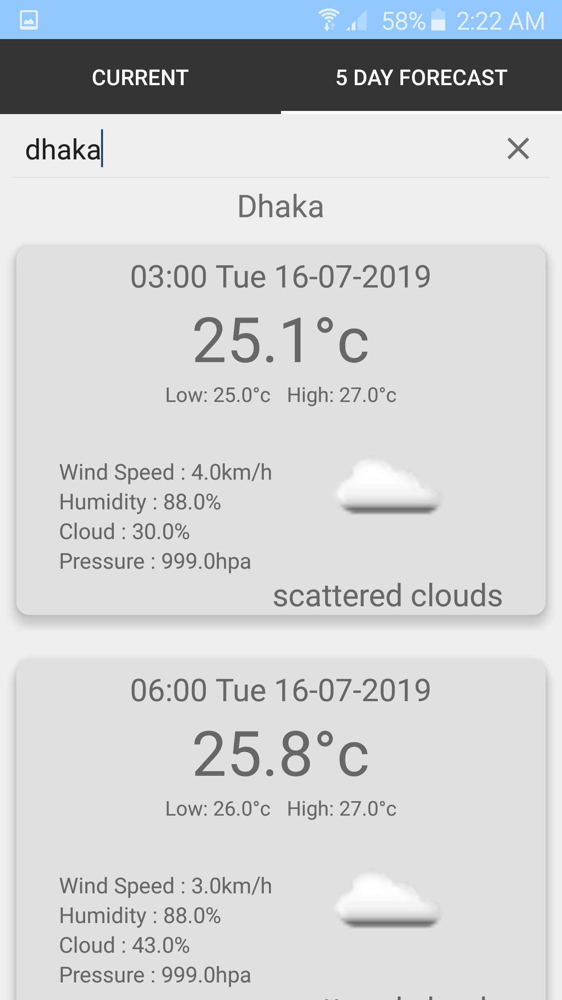 58% 2:22 AM
CURRENT 5 DAY FORECAST
dhaka
Dhaka
03:00 Tue 16-07-2019
25.1°c
Low: 25.0°c High: 27.0°c
Wind Speed : 4.0km/h
Humidity : 88.0%
Cloud : 30.0%
Pressure : 999.0hpa
scattered clouds
06:00 Tue 16-07-2019
25.8°c
Low: 26.0°c High: 27.0°c
Wind Speed : 3.0km/h
Humidity : 88.0%
Cloud : 43.0%
Pressure : 999.0hpa